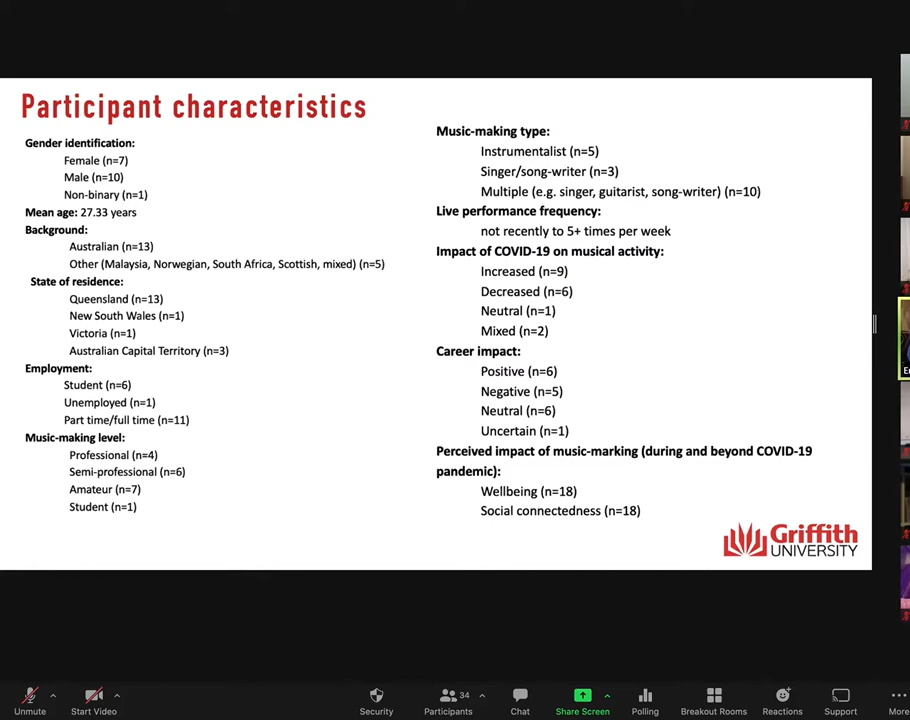 Participant characteristics
Gender identification:
Female (n=7)
Male (n=10)
Non-binary (n=1)
Mean age: 27.33 years
Background:
Australian (n=13)
Other (Malaysia, Norwegian, South Africa, Scottish, mixed) (n=5)
State of residence:
Queensland (n=13)
New South Wales (n=1)
Victoria (n=1)
Australian Capital Territory (n=3)
Employment:
Student (n=6)
Unemployed (n=1)
Part time/full time (n=11)
Music-making level:
Professional (n=4)
Semi-professional (n=6)
Amateur (n=7)
Student (n=1)
Music-making type:
Instrumentalist (n=5)
Singer/song-writer (n=3)
Multiple (e.g. singer, guitarist, song-writer) (n=10)
Live performance frequency:
not recently to 5+ times per week
Impact of COVID-19 on musical activity:
Increased (n=9)
Decreased (n=6)
Neutral (n=1)
Mixed (n=2)
Career impact:
Positive (n=6)
Negative (n=5)
Neutral (n=6)
Uncertain (n=1)
Perceived impact of music-marking (during and beyond COVID-19
pandemic):
Wellbeing (n=18)
Social connectedness (n=18)
Griffith
UNIVERSITY
34
Unmute
Start Video
Security
Participants
Chat
Share Screen
Polling
Breakout Rooms
Reactions
Support
More